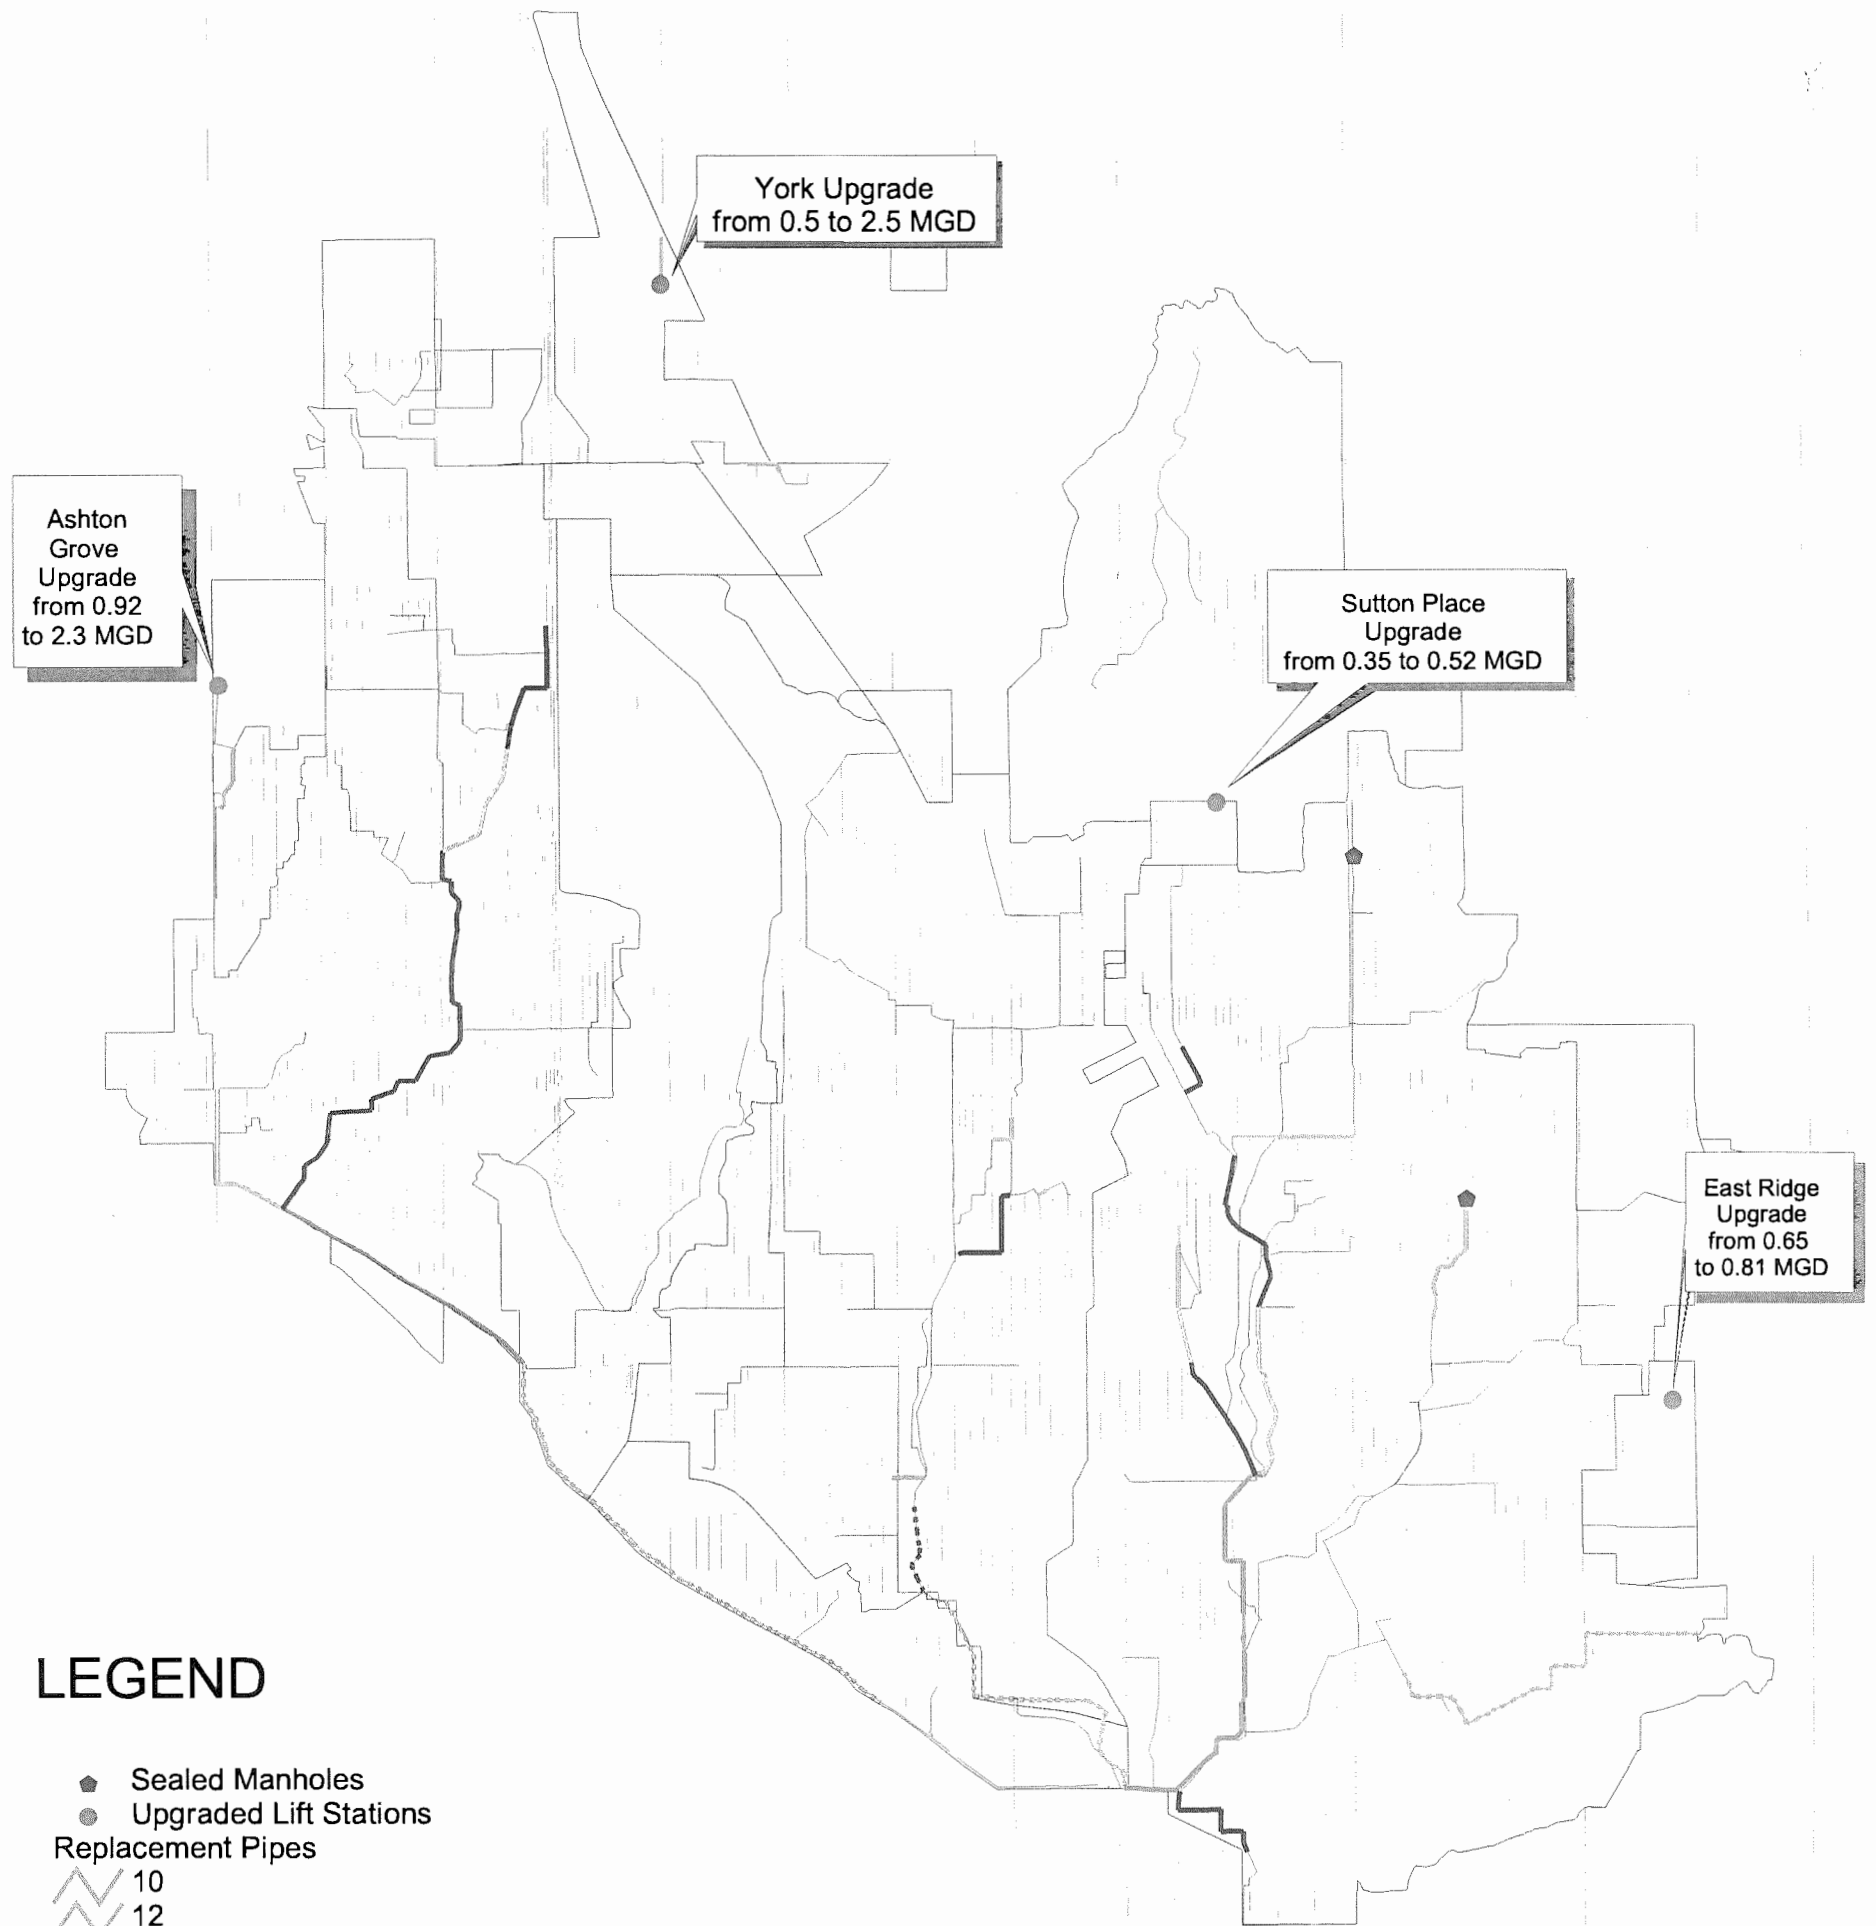 York Upgrade
from 0.5 to 2.5 MGD
Ashton
Grove
Upgrade
from 0.92
to 2.3 MGD
Sutton Place
Upgrade
from 0.35 to 0.52 MGD
East Ridge
Upgrade
from 0.65
to 0.81 MGD
LEGEND
Sealed Manholes
Upgraded Lift Stations
Replacement Pipes
10
12